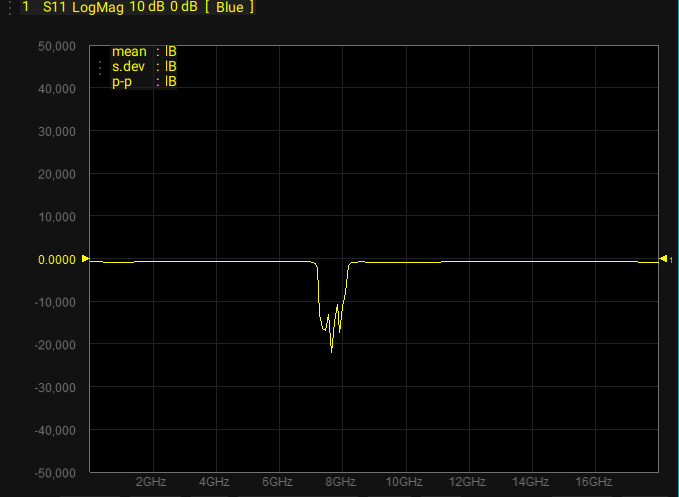 1 S11 LogMag 10 dB 0 dB [ Blue ]
50,000
mean : lB
s.dev : lB
p-p : lB
40,000
30,000
20,000
10,000
0.0000
1
-10,000
-20,000
-30,000
-40,000
-50,000
2GHz 4GHz 6GHz 8GHz 10GHz 12GHz 14GHz 16GHz